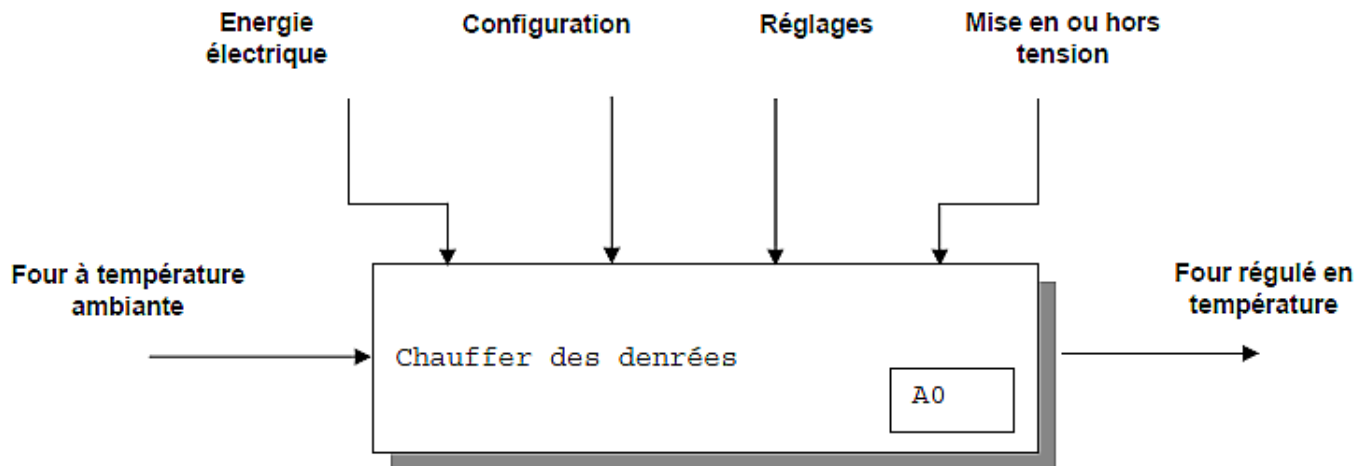 Energie
électrique
Configuration
Réglages
Mise en ou hors
tension
Four à température
ambiante
Four régulé en
température
Chauffer des denrées
A0